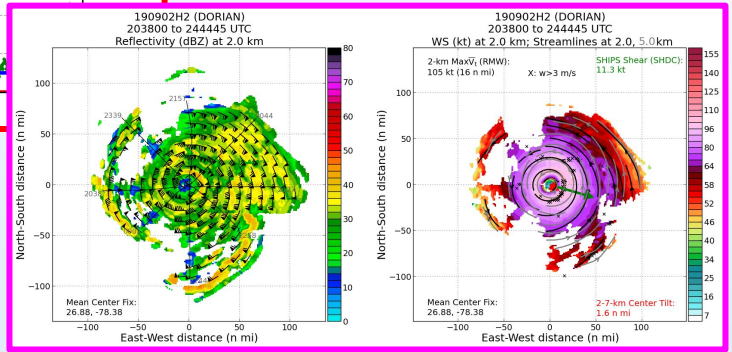 190902H2 (DORIAN)
203800 to 244445 UTC
Reflectivity (dBZ) at 2.0 km
North-South distance (n mi)
100
50
0
−50
−100
2339
2157
2044
Mean Center Fix:
26.88, -78.38
−100
−50
0
50
100
East-West distance (n mi)
80
70
60
50
40
30
20
10
0
190902H2 (DORIAN)
203800 to 244445 UTC
WS (kt) at 2.0 km; Streamlines at 2.0, 5.0km
2-km MaxV̅ₜ (RMW):
105 kt (16 n mi)
X: w>3 m/s
SHIPS Shear (SHDC):
11.3 kt
North-South distance (n mi)
100
50
0
−50
−100
Mean Center Fix:
26.88, -78.38
2-7-km Center Tilt:
1.6 n mi
−100
−50
0
50
100
East-West distance (n mi)
155
140
125
110
96
80
64
58
52
46
40
34
25
16
7